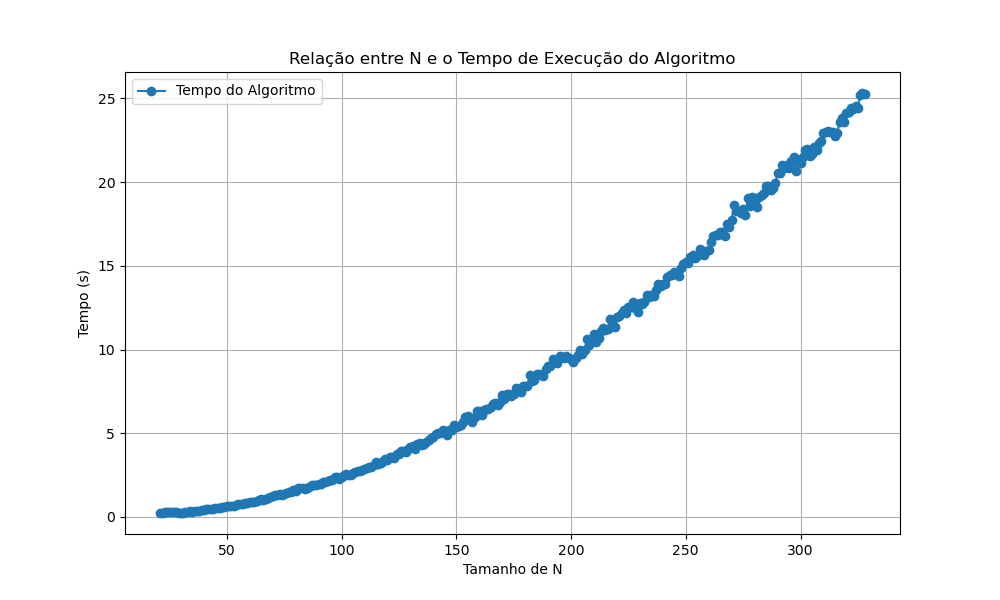 Relação entre N e o Tempo de Execução do Algoritmo
Tempo do Algoritmo
25
20
15
10
5
0
Tempo (s)
50 100 150 200 250 300
Tamanho de N